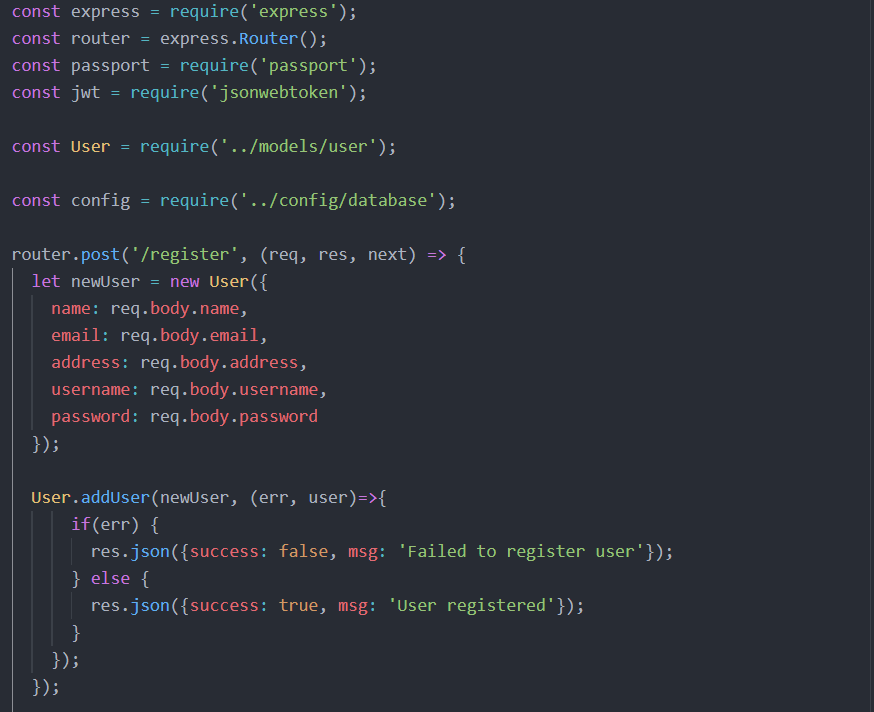 const express = require('express');
const router = express.Router();
const passport = require('passport');
const jwt = require('jsonwebtoken');

const User = require('../models/user');

const config = require('../config/database');

router.post('/register', (req, res, next) => {
  let newUser = new User({
    name: req.body.name,
    email: req.body.email,
    address: req.body.address,
    username: req.body.username,
    password: req.body.password
  });

  User.addUser(newUser, (err, user)=>{
      if(err) {
        res.json({success: false, msg: 'Failed to register user'});
      } else {
        res.json({success: true, msg: 'User registered'});
      }
    });
  });